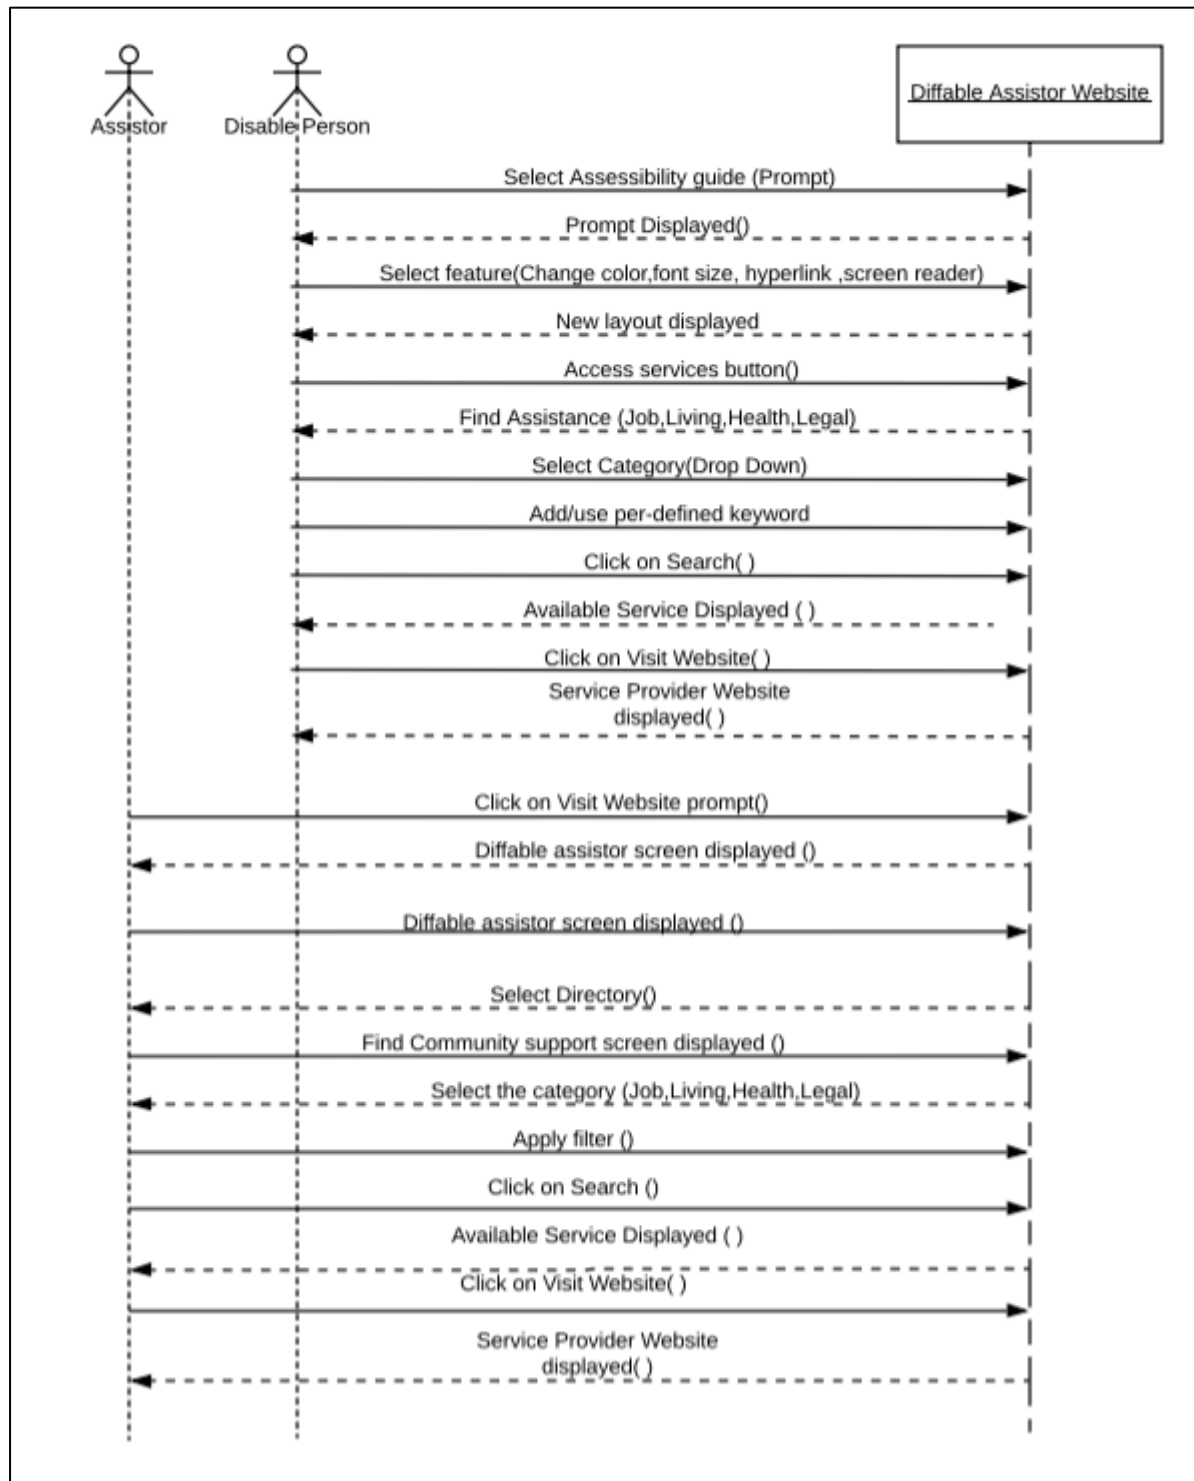 Assistor
Disable Person
Diffable Assistor Website
Select Assessibility guide (Prompt)
Prompt Displayed()
Select feature(Change color,font size, hyperlink ,screen reader)
New layout displayed
Access services button()
Find Assistance (Job,Living,Health,Legal)
Select Category(Drop Down)
Add/use per-defined keyword
Click on Search( )
Available Service Displayed ( )
Click on Visit Website( )
Service Provider Website
displayed( )
Click on Visit Website prompt()
Diffable assistor screen displayed ()
Diffable assistor screen displayed ()
Select Directory()
Find Community support screen displayed ()
Select the category (Job,Living,Health,Legal)
Apply filter ()
Click on Search ()
Available Service Displayed ( )
Click on Visit Website( )
Service Provider Website
displayed( )